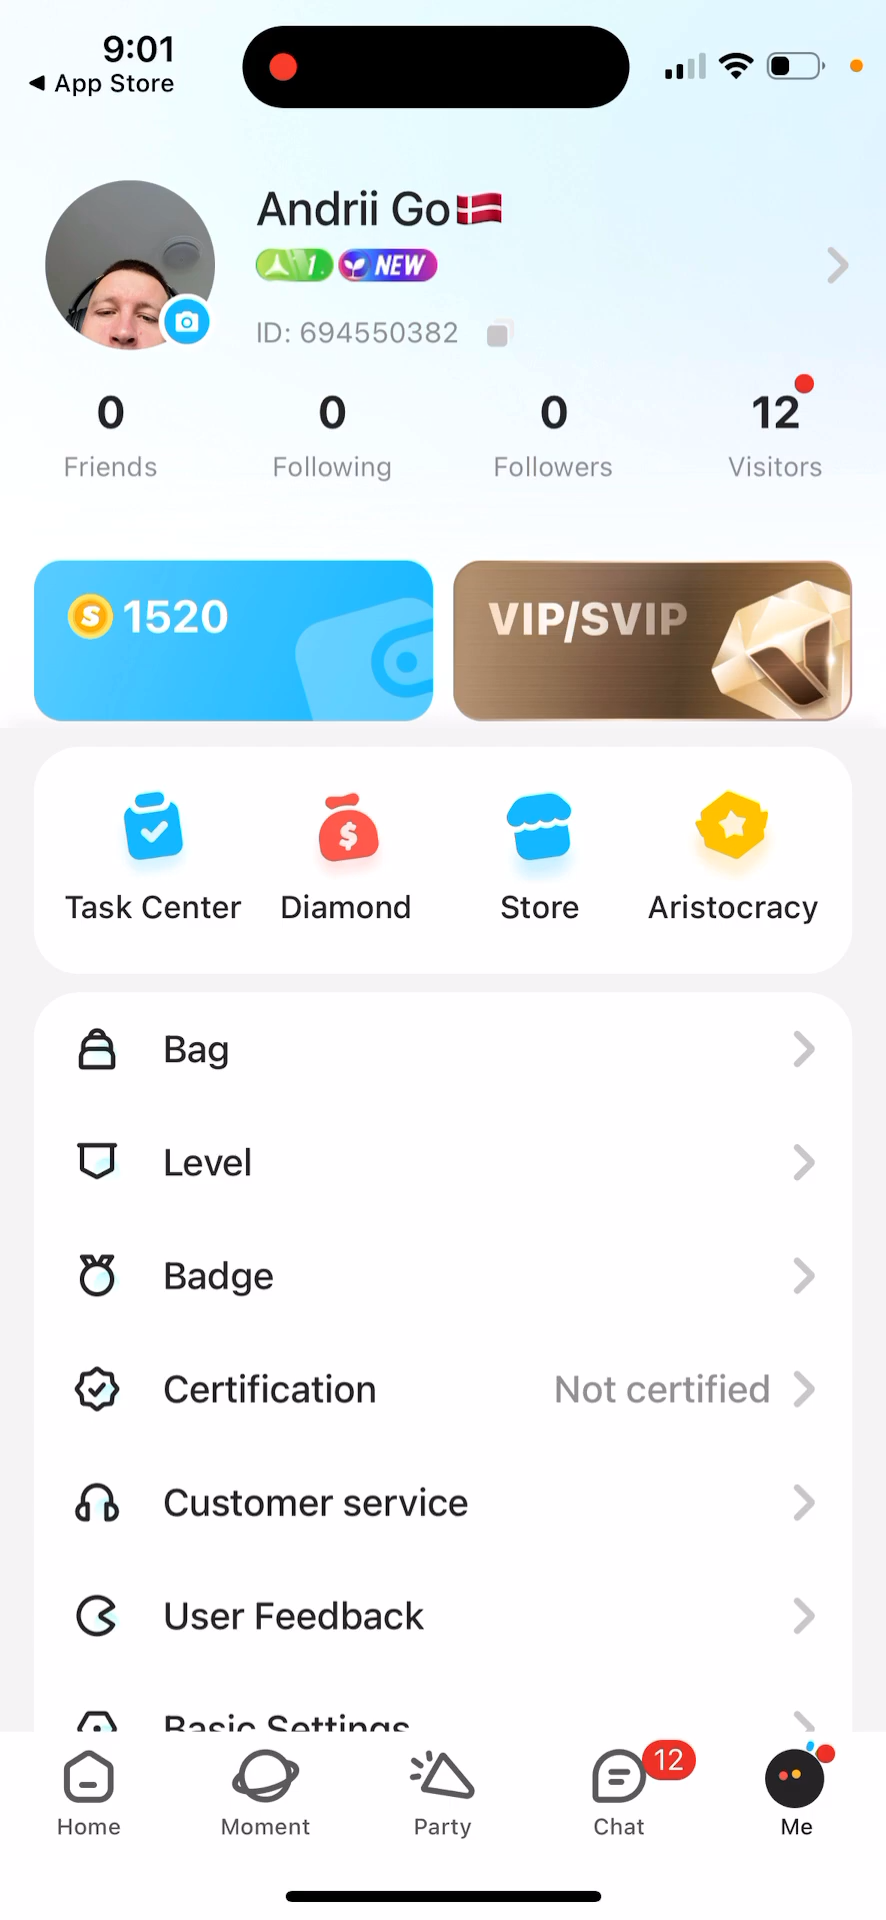 9:01
◀ App Store
Andrii Go🇩🇰
1.
NEW
ID: 694550382
0
0
0
12
Friends
Following
Followers
Visitors
S 1520
VIP/SVIP
Task Center
Diamond
Store
Aristocracy
Bag
Level
Badge
Certification
Not certified
Customer service
User Feedback
Basic Settings
12
Home
Moment
Party
Chat
Me